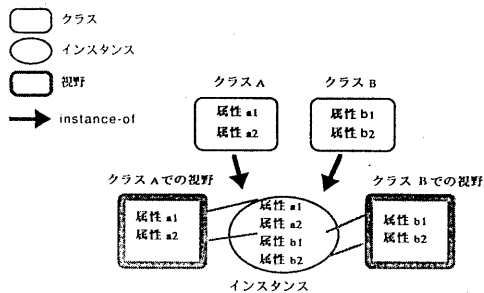 クラス
インスタンス
視野
instance-of
クラス A
クラス B
属性 a1
属性 a2
属性 b1
属性 b2
クラス Aでの視野
クラス Bでの視野
属性 a1
属性 a2
属性 a1
属性 a2
属性 b1
属性 b2
属性 b1
属性 b2
インスタンス